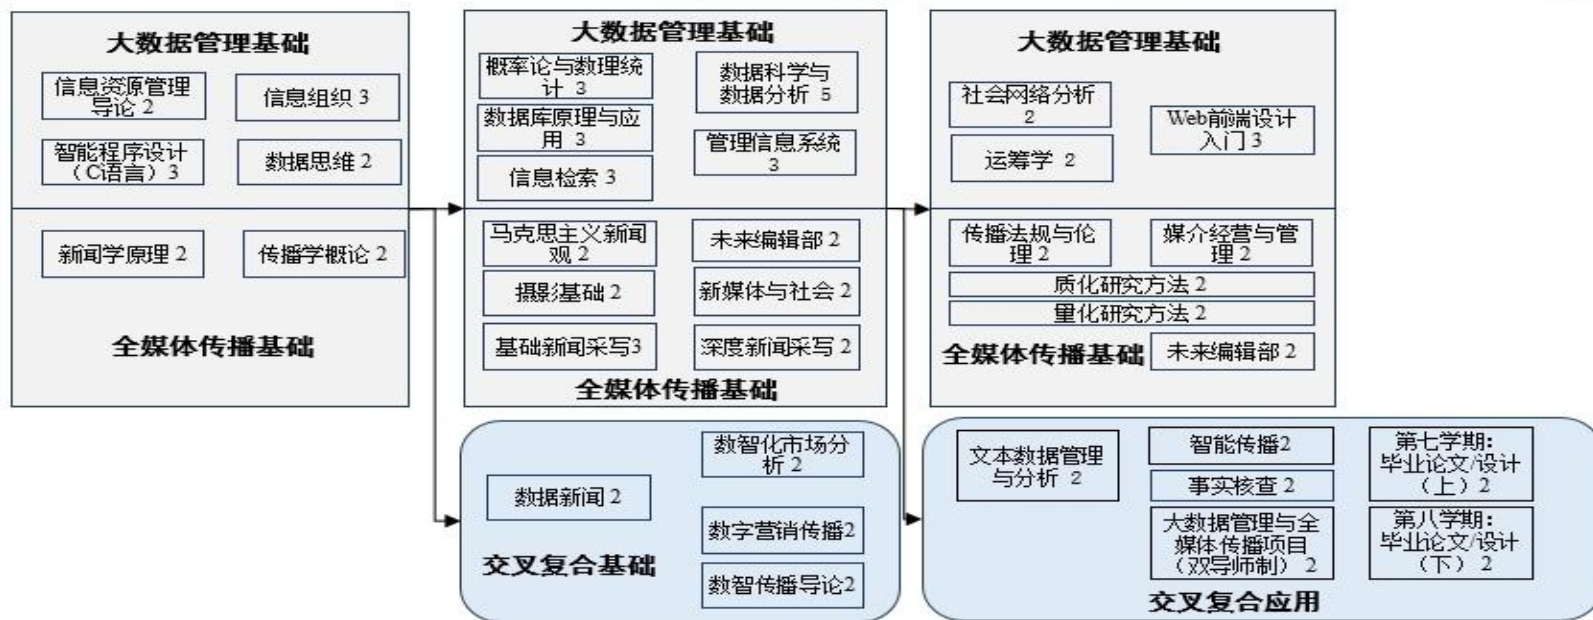 大数据管理基础
信息资源管理
导论 2
信息组织 3
智能程序设计
（C语言）3
数据思维 2
新闻学原理 2
传播学概论 2
全媒体传播基础
大数据管理基础
概率论与数理统
计 3
数据科学与
数据分析 5
数据库原理与应
用 3
管理信息系统
3
信息检索 3
马克思主义新闻
观 2
未来编辑部 2
摄影基础 2
新媒体与社会 2
基础新闻采写3
深度新闻采写 2
全媒体传播基础
大数据管理基础
社会网络分析
2
Web前端设计
入门 3
运筹学 2
传播法规与伦
理 2
媒介经营与管
理 2
质化研究方法 2
量化研究方法 2
全媒体传播基础
未来编辑部 2
数智化市场分
析 2
数据新闻 2
数字营销传播2
交叉复合基础
数智传播导论2
文本数据管理
与分析 2
智能传播2
事实核查 2
大数据管理与全
媒体传播项目
（双导师制）2
第七学期：
毕业论文/设计
（上）2
第八学期：
毕业论文/设计
（下）2
交叉复合应用